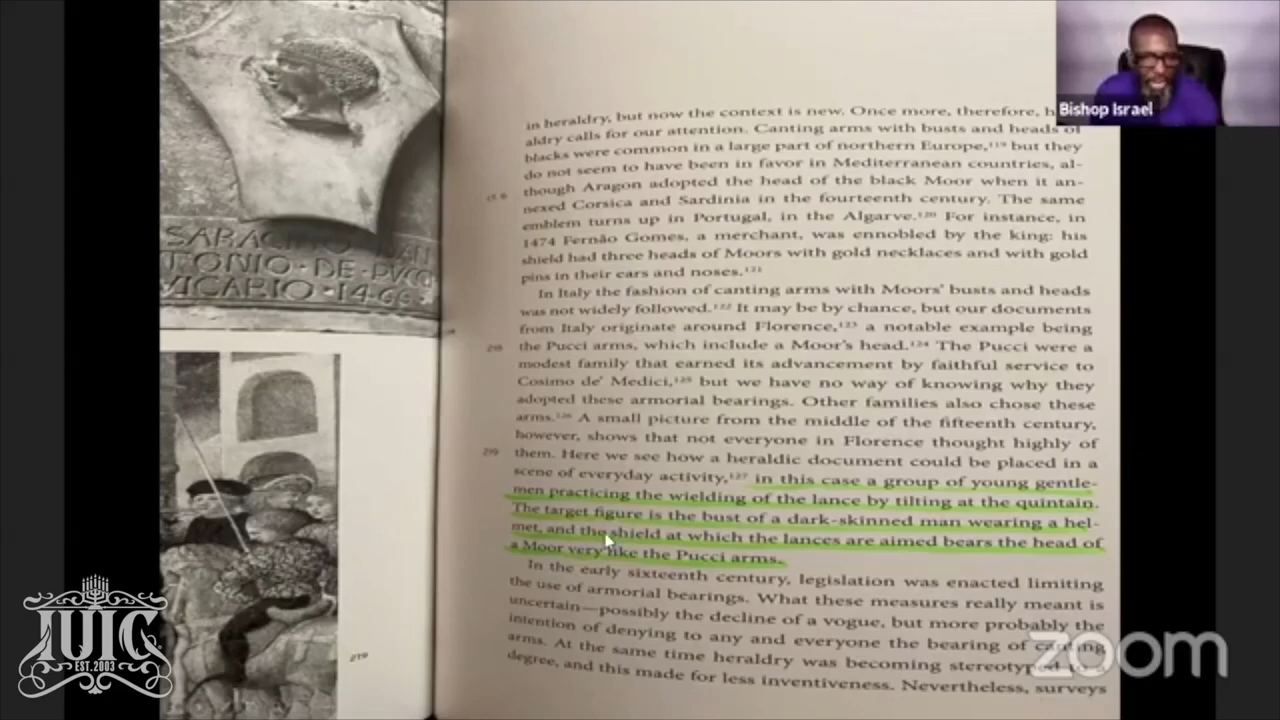 Bishop Israel
SARACINO
TONIO · DE · PVCCI
VICARIO · 1466
in heraldry, but now the context is new. Once more, therefore,
aldry calls for our attention. Canting arms with busts and heads of
blacks were common in a large part of northern Europe,¹¹⁹ but they
do not seem to have been in favor in Mediterranean countries, al-
though Aragon adopted the head of the black Moor when it an-
nexed Corsica and Sardinia in the fourteenth century. The same
emblem turns up in Portugal, in the Algarve.¹²⁰ For instance, in
1474 Fernão Gomes, a merchant, was ennobled by the king: his
shield had three heads of Moors with gold necklaces and with gold
pins in their ears and noses.¹²¹
In Italy the fashion of canting arms with Moors' busts and heads
was not widely followed.¹²² It may be by chance, but our documents
from Italy originate around Florence,¹²³ a notable example being
218 the Pucci arms, which include a Moor's head.¹²⁴ The Pucci were a
modest family that earned its advancement by faithful service to
Cosimo de' Medici,¹²⁵ but we have no way of knowing why they
adopted these armorial bearings. Other families also chose these
arms.¹²⁶ A small picture from the middle of the fifteenth century,
however, shows that not everyone in Florence thought highly of
219 them. Here we see how a heraldic document could be placed in a
scene of everyday activity,¹²⁷ in this case a group of young gentle-
men practicing the wielding of the lance by tilting at the quintain.
The target figure is the bust of a dark-skinned man wearing a hel-
met, and the shield at which the lances are aimed bears the head of
a Moor very like the Pucci arms.
In the early sixteenth century, legislation was enacted limiting
the use of armorial bearings. What these measures really meant is
uncertain—possibly the decline of a vogue, but more probably the
intention of denying to any and everyone the bearing of canting
arms. At the same time heraldry was becoming stereotyped to a
degree, and this made for less inventiveness. Nevertheless, surveys
219
IUIC
EST. 2003
zoom